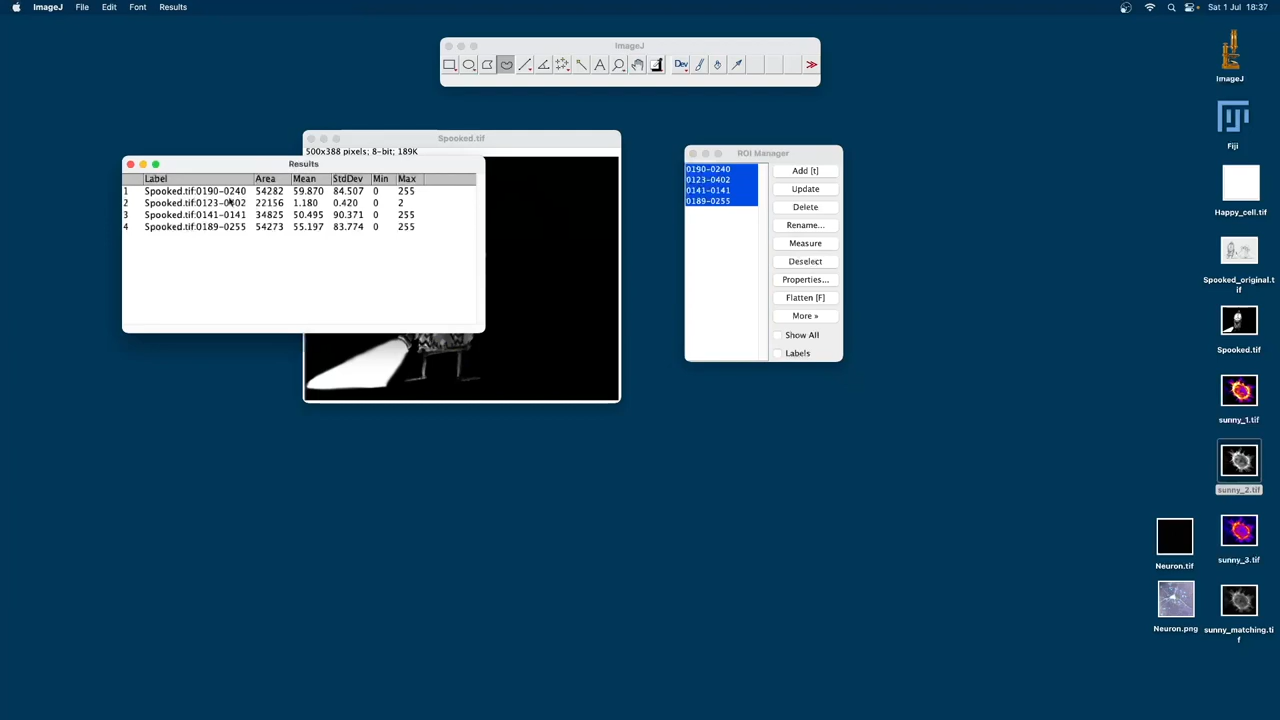 ImageJ File Edit Font Results
Sat 1 Jul 18:37
ImageJ
Dev
Spooked.tif
500x388 pixels; 8-bit; 189K
Results
Label Area Mean StdDev Min Max
1 Spooked.tif:0190-0240 54282 59.870 84.507 0 255
2 Spooked.tif:0123-0402 22156 1.180 0.420 0 2
3 Spooked.tif:0141-0141 34825 50.495 90.371 0 255
4 Spooked.tif:0189-0255 54273 55.197 83.774 0 255
ROI Manager
0190-0240
0123-0402
0141-0141
0189-0255
Add [t]
Update
Delete
Rename...
Measure
Deselect
Properties...
Flatten [F]
More »
Show All
Labels
ImageJ
Fiji
Happy_cell.tif
Spooked_original.t
if
Spooked.tif
sunny_1.tif
sunny_2.tif
sunny_3.tif
Neuron.tif
Neuron.png
sunny_matching.ti
f